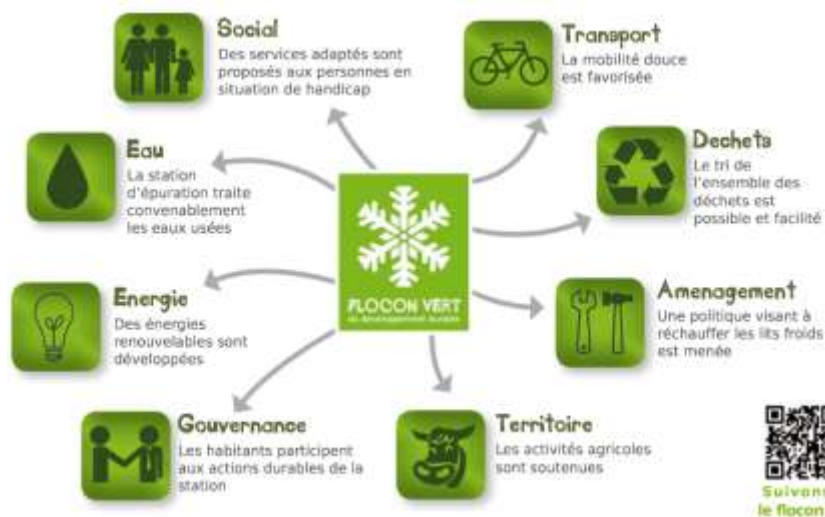 Social
Des services adaptés sont
proposés aux personnes en
situation de handicap
Transport
La mobilité douce
est favorisée
Eau
La station
d'épuration traite
convenablement
les eaux usées
Dechets
Le tri de
l'ensemble des
déchets est
possible et facilité
FLOCON VERT
Energie
Des énergies
renouvelables sont
développées
Amenagement
Une politique visant à
réchauffer les lits froids
est menée
Gouvernance
Les habitants participent
aux actions durables de la
station
Territoire
Les activités agricoles
sont soutenues
le flocon